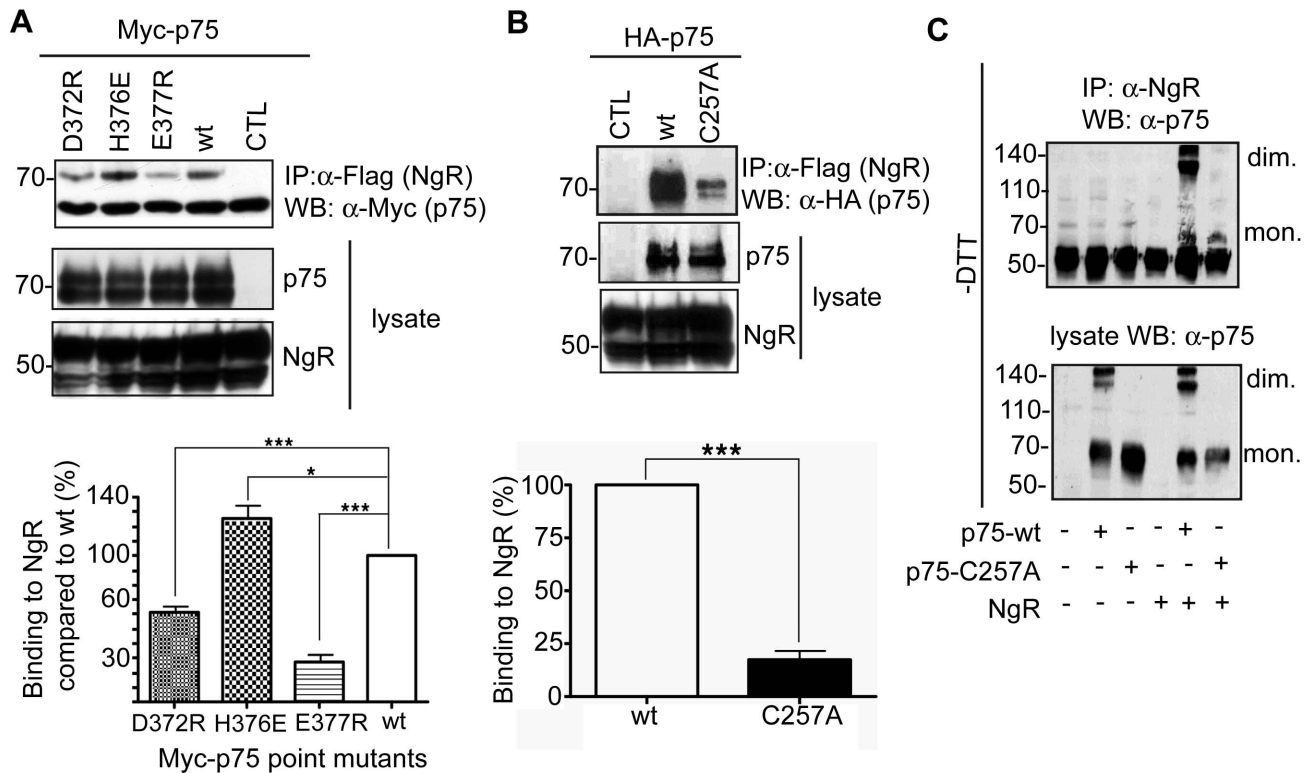 A
Myc-p75
D372R
H376E
E377R
wt
CTL
70-
IP:α-Flag (NgR)
WB: α-Myc (p75)
70-
p75
50-
NgR
lysate
***
*
***
Binding to NgR
compared to wt (%)
140
100
60
30
D372R H376E E377R wt
Myc-p75 point mutants
B
HA-p75
CTL
wt
C257A
70-
IP:α-Flag (NgR)
WB: α-HA (p75)
70-
p75
50-
NgR
lysate
***
Binding to NgR (%)
100
75
50
25
0
wt C257A
C
IP: α-NgR
WB: α-p75
140-
110-
70-
50-
dim.
mon.
-DTT
lysate WB: α-p75
140-
110-
70-
50-
dim.
mon.
p75-wt - + - - + -
p75-C257A - - + - - +
NgR - - - + + +